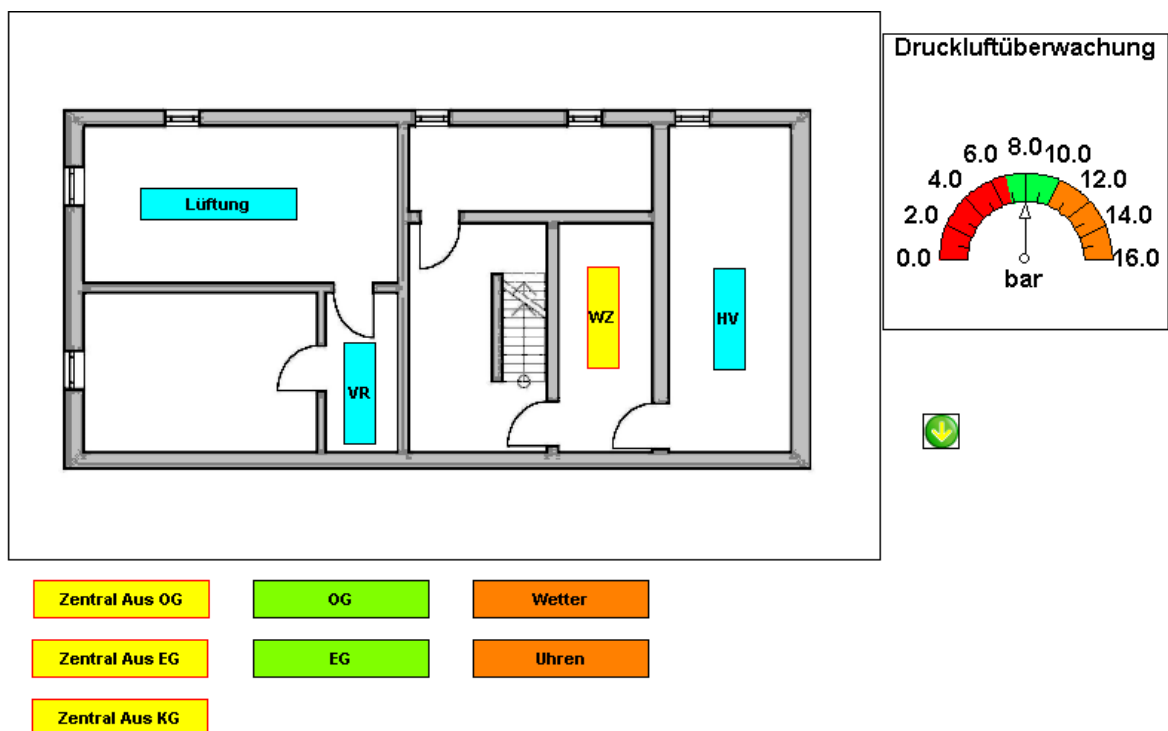 Druckluftüberwachung
0.0
2.0
4.0
6.0
8.0
10.0
12.0
14.0
16.0
bar
Lüftung
WZ
HV
VR
Zentral Aus OG
OG
Wetter
Zentral Aus EG
EG
Uhren
Zentral Aus KG